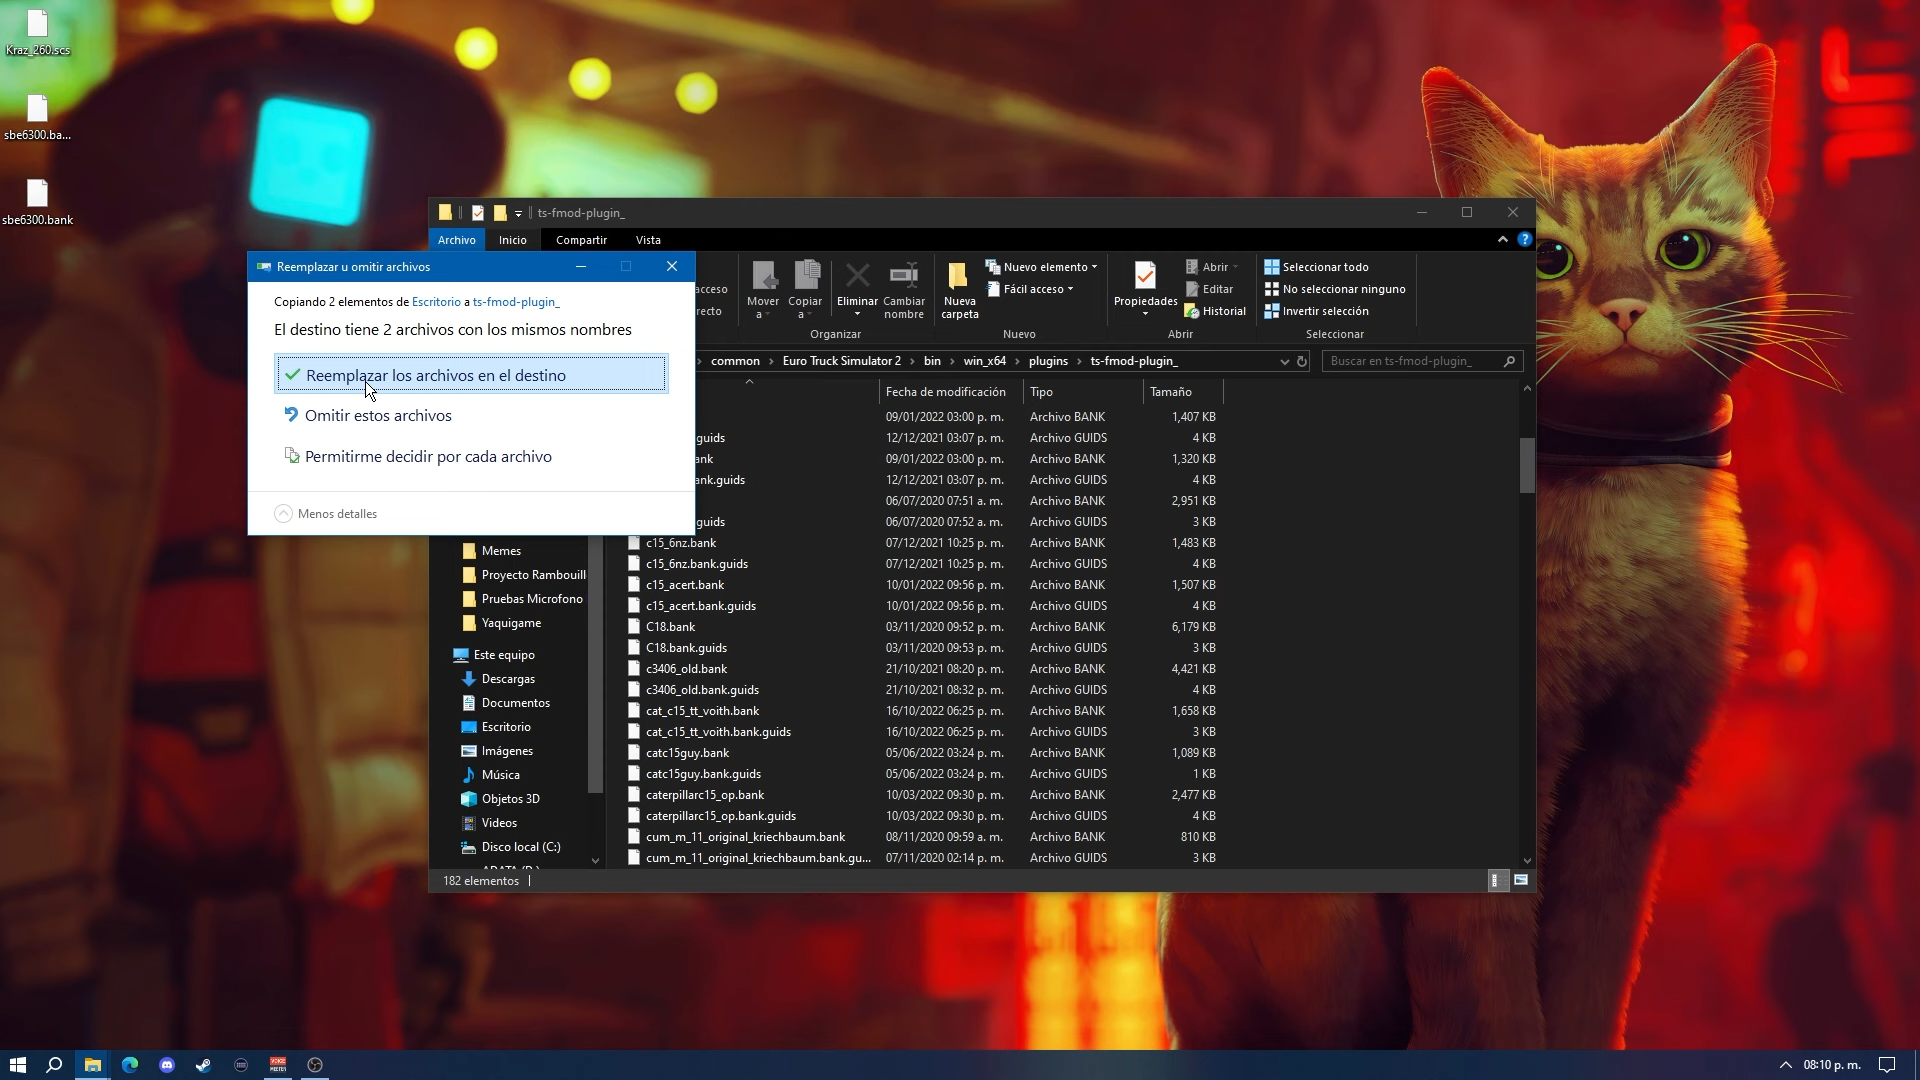 Kraz_260.scs
sbe6300.ba...
sbe6300.bank
ts-fmod-plugin_
Archivo
Inicio
Compartir
Vista
Reemplazar u omitir archivos
Copiando 2 elementos de Escritorio a ts-fmod-plugin_
El destino tiene 2 archivos con los mismos nombres
Reemplazar los archivos en el destino
Omitir estos archivos
Permitirme decidir por cada archivo
Menos detalles
acceso
recto
Mover a
Copiar a
Eliminar
Cambiar nombre
Organizar
Nueva carpeta
Nuevo elemento
Fácil acceso
Nuevo
Propiedades
Abrir
Editar
Historial
Abrir
Seleccionar todo
No seleccionar ninguno
Invertir selección
Seleccionar
common > Euro Truck Simulator 2 > bin > win_x64 > plugins > ts-fmod-plugin_
Buscar en ts-fmod-plugin_
Fecha de modificación Tipo Tamaño
09/01/2022 03:00 p. m. Archivo BANK 1,407 KB
guids 12/12/2021 03:07 p. m. Archivo GUIDS 4 KB
ank 09/01/2022 03:00 p. m. Archivo BANK 1,320 KB
ank.guids 12/12/2021 03:07 p. m. Archivo GUIDS 4 KB
06/07/2020 07:51 a. m. Archivo BANK 2,951 KB
guids 06/07/2020 07:52 a. m. Archivo GUIDS 3 KB
c15_6nz.bank 07/12/2021 10:25 p. m. Archivo BANK 1,483 KB
c15_6nz.bank.guids 07/12/2021 10:25 p. m. Archivo GUIDS 4 KB
c15_acert.bank 10/01/2022 09:56 p. m. Archivo BANK 1,507 KB
c15_acert.bank.guids 10/01/2022 09:56 p. m. Archivo GUIDS 4 KB
C18.bank 03/11/2020 09:52 p. m. Archivo BANK 6,179 KB
C18.bank.guids 03/11/2020 09:53 p. m. Archivo GUIDS 3 KB
c3406_old.bank 21/10/2021 08:20 p. m. Archivo BANK 4,421 KB
c3406_old.bank.guids 21/10/2021 08:32 p. m. Archivo GUIDS 4 KB
cat_c15_tt_voith.bank 16/10/2022 06:25 p. m. Archivo BANK 1,658 KB
cat_c15_tt_voith.bank.guids 16/10/2022 06:25 p. m. Archivo GUIDS 3 KB
catc15guy.bank 05/06/2022 03:24 p. m. Archivo BANK 1,089 KB
catc15guy.bank.guids 05/06/2022 03:24 p. m. Archivo GUIDS 1 KB
caterpillarc15_op.bank 10/03/2022 09:30 p. m. Archivo BANK 2,477 KB
caterpillarc15_op.bank.guids 10/03/2022 09:30 p. m. Archivo GUIDS 4 KB
cum_m_11_original_kriechbaum.bank 08/11/2020 09:59 a. m. Archivo BANK 810 KB
cum_m_11_original_kriechbaum.bank.gu... 07/11/2020 02:14 p. m. Archivo GUIDS 3 KB
Memes
Proyecto Rambouill
Pruebas Microfono
Yaquigame
Este equipo
Descargas
Documentos
Escritorio
Imágenes
Música
Objetos 3D
Videos
Disco local (C:)
182 elementos
VOICE
MEETER
08:10 p. m.